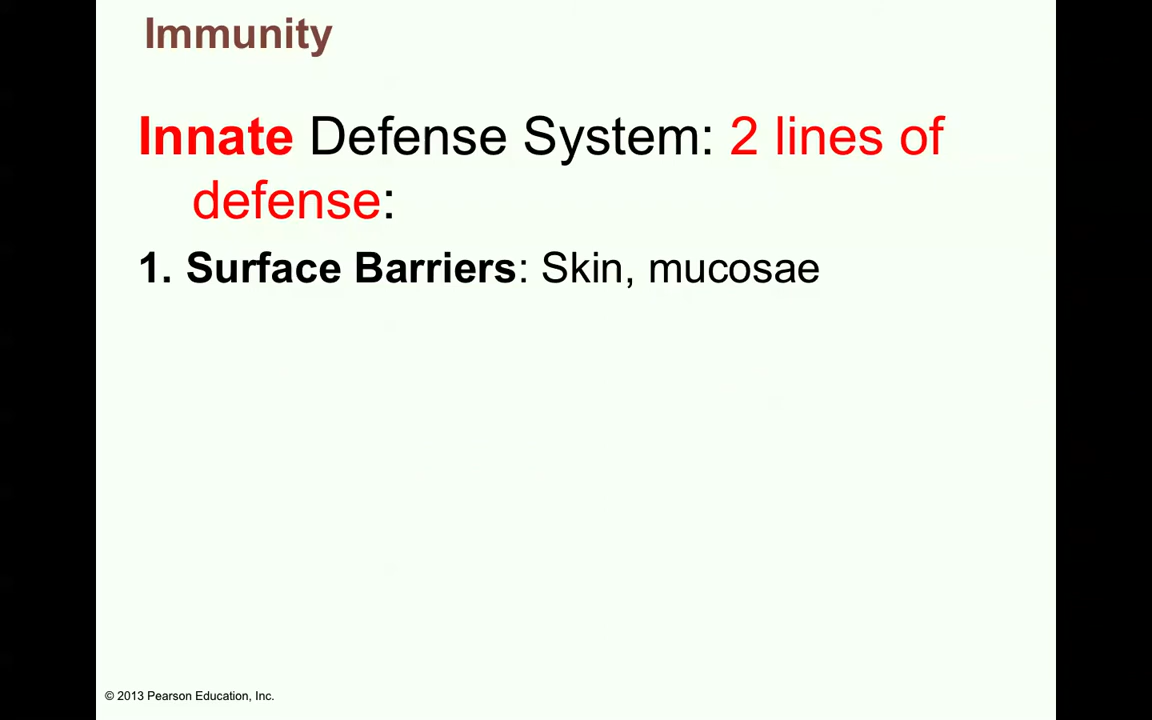 Immunity
Innate Defense System: 2 lines of
defense:
1. Surface Barriers: Skin, mucosae
© 2013 Pearson Education, Inc.